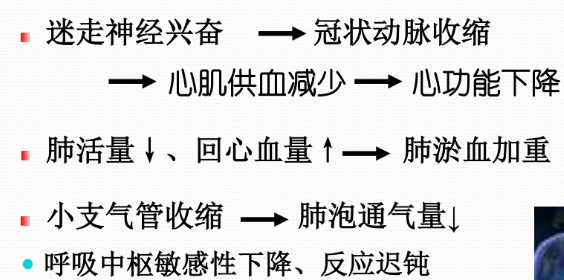 迷走神经兴奋 → 冠状动脉收缩
→ 心肌供血减少 → 心功能下降
肺活量↓、回心血量↑ → 肺淤血加重
小支气管收缩 → 肺泡通气量↓
呼吸中枢敏感性下降、反应迟钝